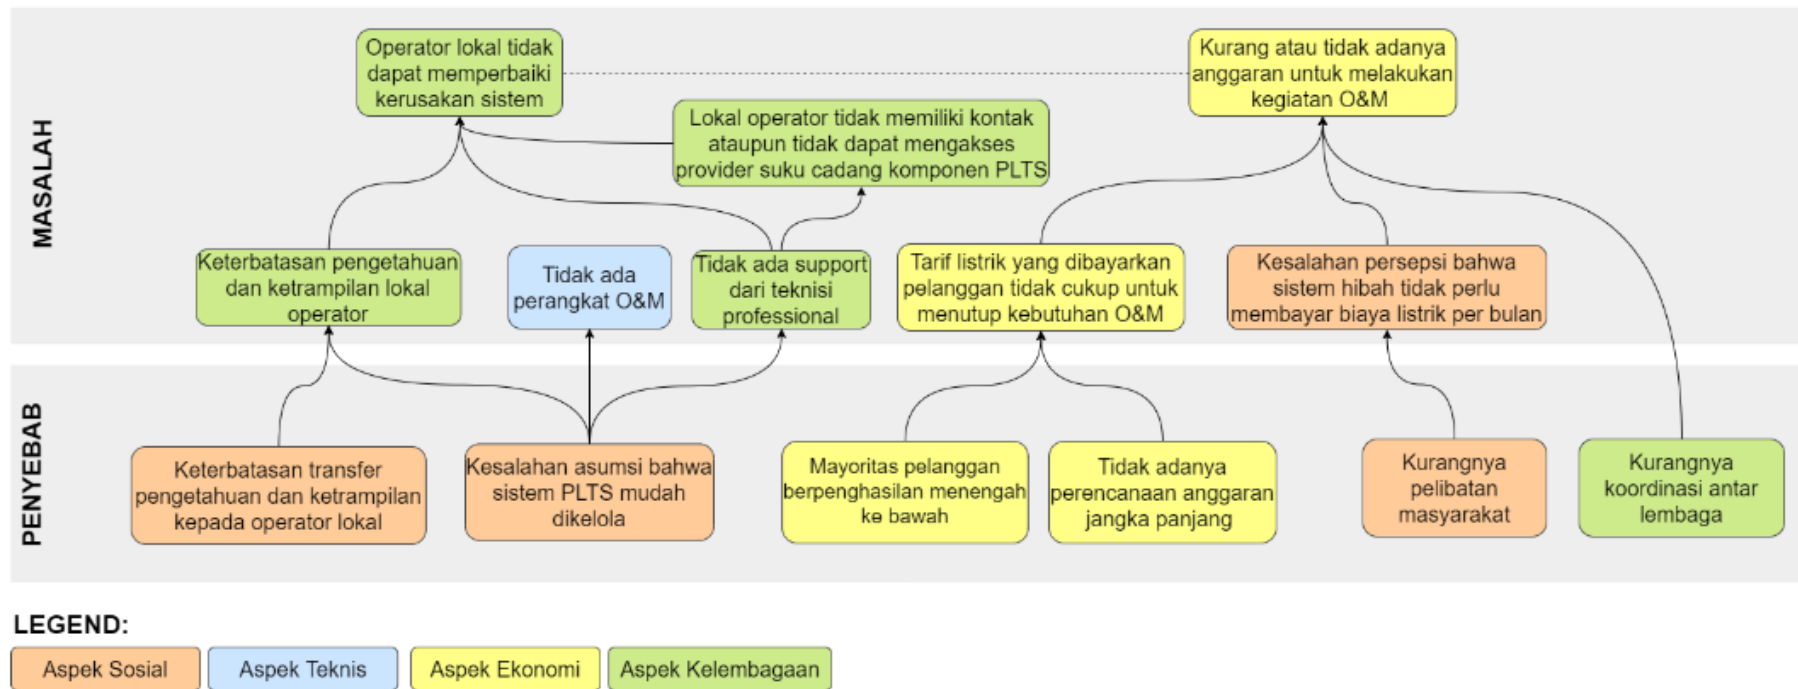 MASALAH
Operator lokal tidak
dapat memperbaiki
kerusakan sistem
Kurang atau tidak adanya
anggaran untuk melakukan
kegiatan O&M
Lokal operator tidak memiliki kontak
ataupun tidak dapat mengakses
provider suku cadang komponen PLTS
Keterbatasan pengetahuan
dan ketrampilan lokal
operator
Tidak ada
perangkat O&M
Tidak ada support
dari teknisi
professional
Tarif listrik yang dibayarkan
pelanggan tidak cukup untuk
menutup kebutuhan O&M
Kesalahan persepsi bahwa
sistem hibah tidak perlu
membayar biaya listrik per bulan
PENYEBAB
Keterbatasan transfer
pengetahuan dan ketrampilan
kepada operator lokal
Kesalahan asumsi bahwa
sistem PLTS mudah
dikelola
Mayoritas pelanggan
berpenghasilan menengah
ke bawah
Tidak adanya
perencanaan anggaran
jangka panjang
Kurangnya
pelibatan
masyarakat
Kurangnya
koordinasi antar
lembaga
LEGEND:
Aspek Sosial
Aspek Teknis
Aspek Ekonomi
Aspek Kelembagaan